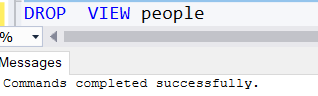 DROP  VIEW people
%
Messages
Commands completed successfully.